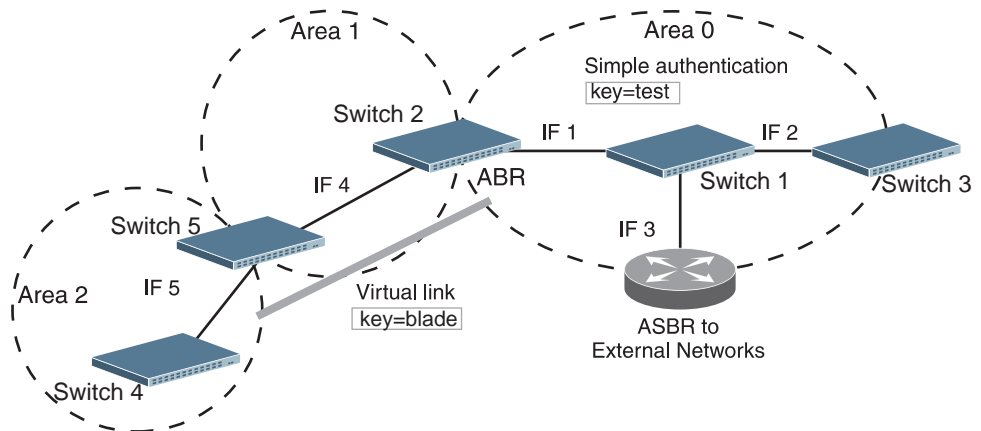 Area 1
Area 0
Simple authentication
key=test
Switch 2
IF 1
IF 2
ABR
Switch 1
Switch 3
IF 4
Switch 5
IF 3
Area 2
IF 5
Virtual link
key=blade
ASBR to
External Networks
Switch 4